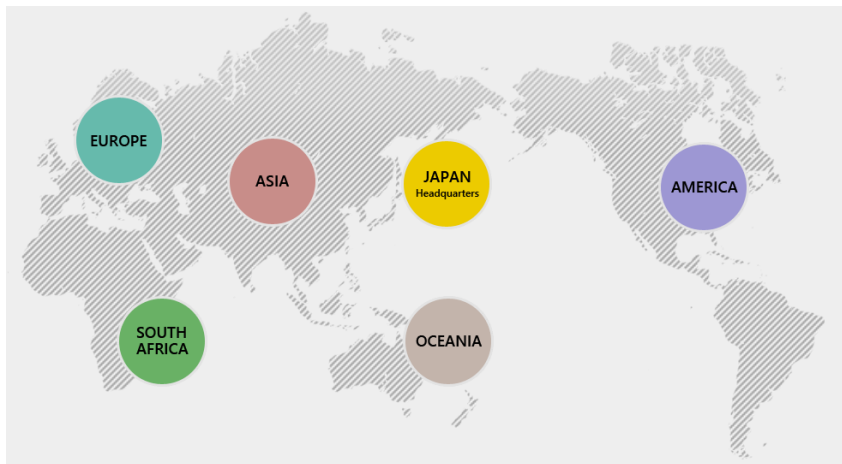 EUROPE
ASIA
JAPAN
Headquarters
AMERICA
SOUTH
AFRICA
OCEANIA